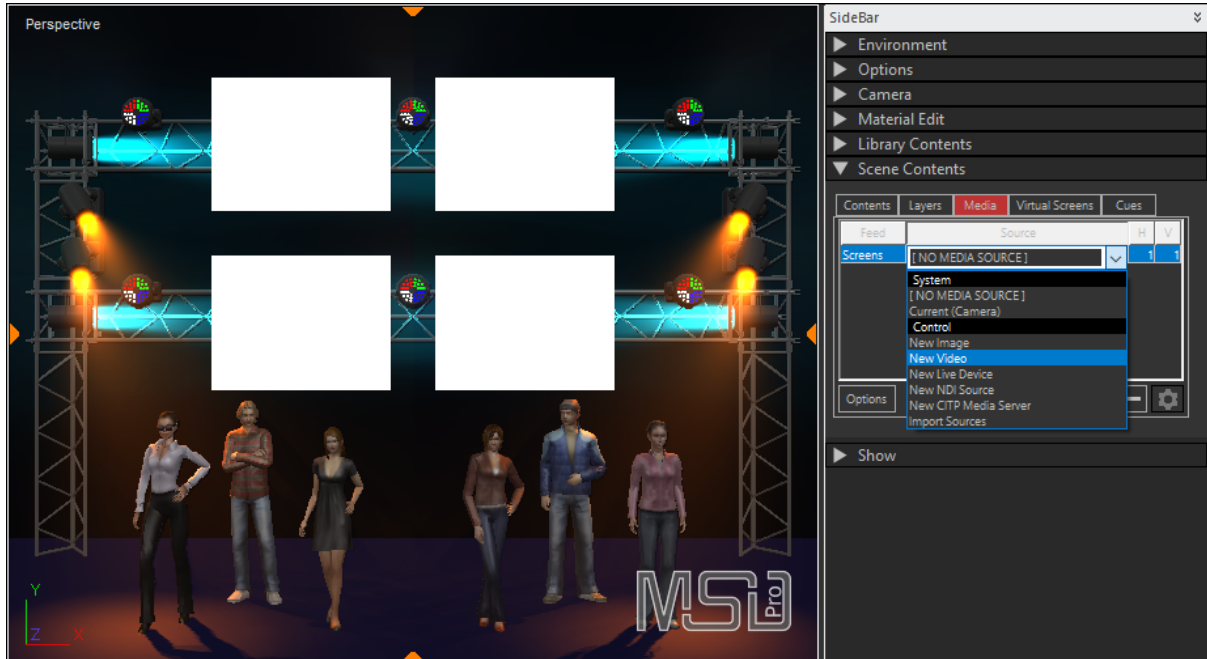 Perspective
SideBar
Environment
Options
Camera
Material Edit
Library Contents
Scene Contents
Contents Layers Media Virtual Screens Cues
Feed Source H V
Screens [ NO MEDIA SOURCE ] 1 1
System
[ NO MEDIA SOURCE ]
Current (Camera)
Control
New Image
New Video
New Live Device
New NDI Source
New CITP Media Server
Import Sources
Options
Show
MSD Pro
Y
Z X